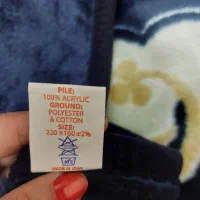 PILE:
100% ACRYLIC
GROUND:
POLYESTER
& COTTON
SIZE:
220 X 160 ±2%
MADE IN SPAIN